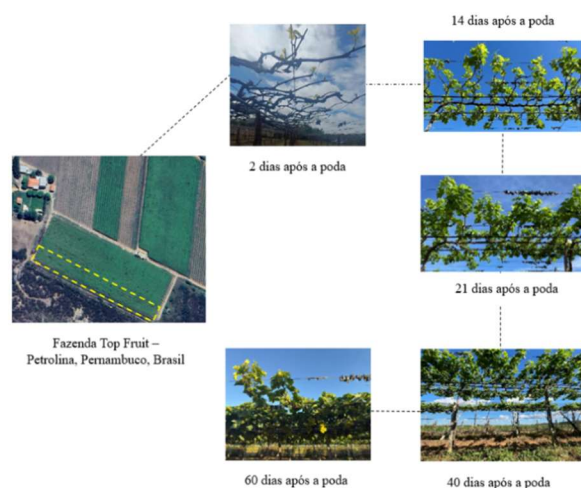 14 dias após a poda
2 dias após a poda
21 dias após a poda
Fazenda Top Fruit –
Petrolina, Pernambuco, Brasil
60 dias após a poda
40 dias após a poda